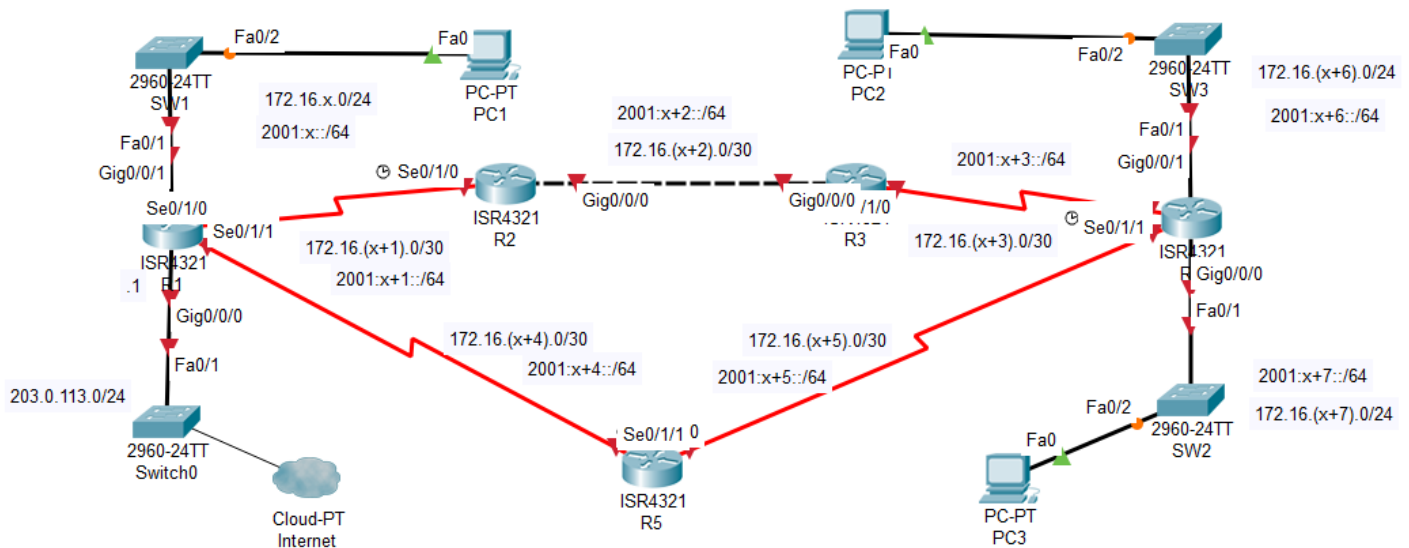 Fa0/2
Fa0
2960-24TT
SW1
PC-PT
PC1
172.16.x.0/24
2001:x::/64
Fa0/1
Gig0/0/1
Se0/1/0
Se0/1/1
ISR4321
R1
.1
Gig0/0/0
Fa0/1
203.0.113.0/24
2960-24TT
Switch0
Cloud-PT
Internet
Se0/1/0
ISR4321
R2
172.16.(x+1).0/30
2001:x+1::/64
2001:x+2::/64
172.16.(x+2).0/30
Gig0/0/0
Gig0/0/0
/1/0
R3
2001:x+3::/64
172.16.(x+3).0/30
Fa0
PC2
Fa0/2
2960-24TT
SW3
172.16.(x+6).0/24
2001:x+6::/64
Fa0/1
Gig0/0/1
Se0/1/1
Gig0/0/0
Fa0/1
172.16.(x+4).0/30
2001:x+4::/64
172.16.(x+5).0/30
2001:x+5::/64
Se0/1/1
0
ISR4321
R5
Fa0/2
Fa0
2960-24TT
SW2
2001:x+7::/64
172.16.(x+7).0/24
PC-PT
PC3